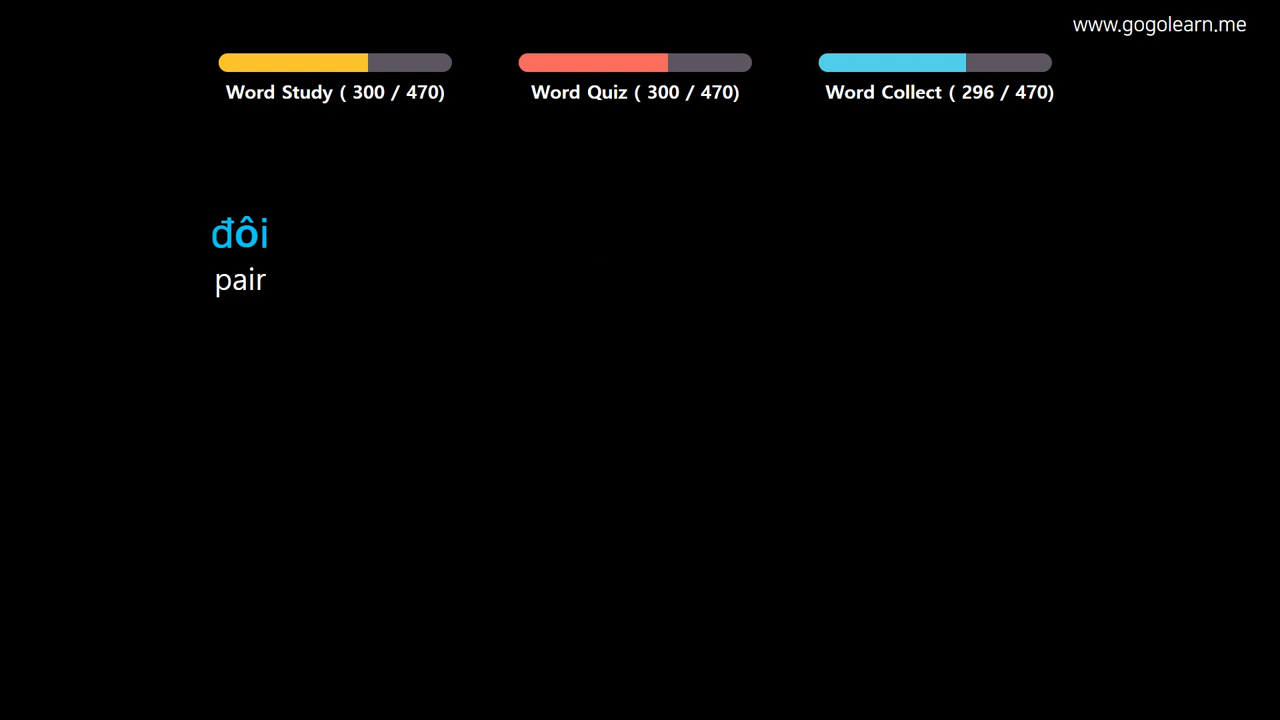 www.gogolearn.me
Word Study ( 300 / 470)
Word Quiz ( 300 / 470)
Word Collect ( 296 / 470)
đôi
pair